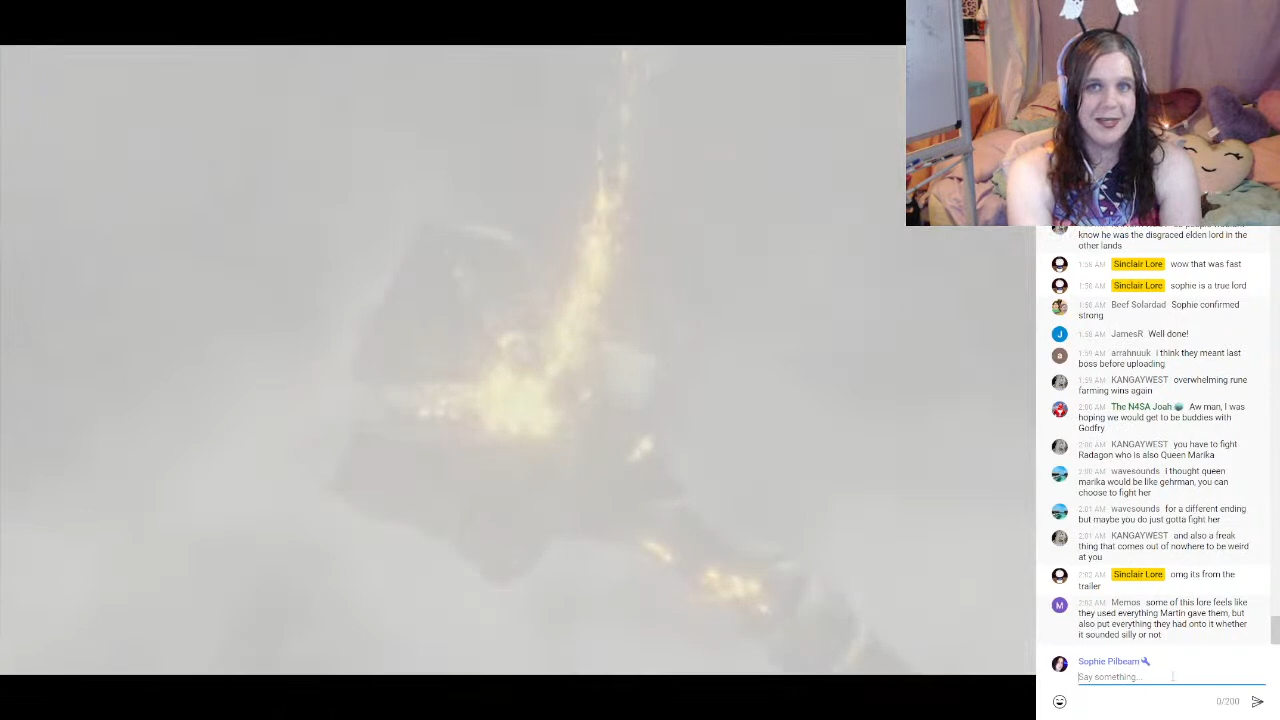 know he was the disgraced elden lord in the
other lands
1:58 AM Sinclair Lore wow that was fast
1:58 AM Sinclair Lore sophie is a true lord
1:58 AM Beef Solardad Sophie confirmed
strong
J 1:58 AM JamesR Well done!
a 1:59 AM arrahnuuk i think they meant last
boss before uploading
1:59 AM KANGAYWEST overwhelming rune
farming wins again
2:00 AM The N4SA Joah Aw man, I was
hoping we would get to be buddies with
Godfry
2:00 AM KANGAYWEST you have to fight
Radagon who is also Queen Marika
2:00 AM wavesounds i thought queen
marika would be like gehrman, you can
choose to fight her
2:01 AM wavesounds for a different ending
but maybe you do just gotta fight her
2:01 AM KANGAYWEST and also a freak
thing that comes out of nowhere to be weird
at you
2:02 AM Sinclair Lore omg its from the
trailer
M 2:02 AM Memos some of this lore feels like
they used everything Martin gave them, but
also put everything they had onto it whether
it sounded silly or not
Sophie Pilbeam
Say something...
0/200